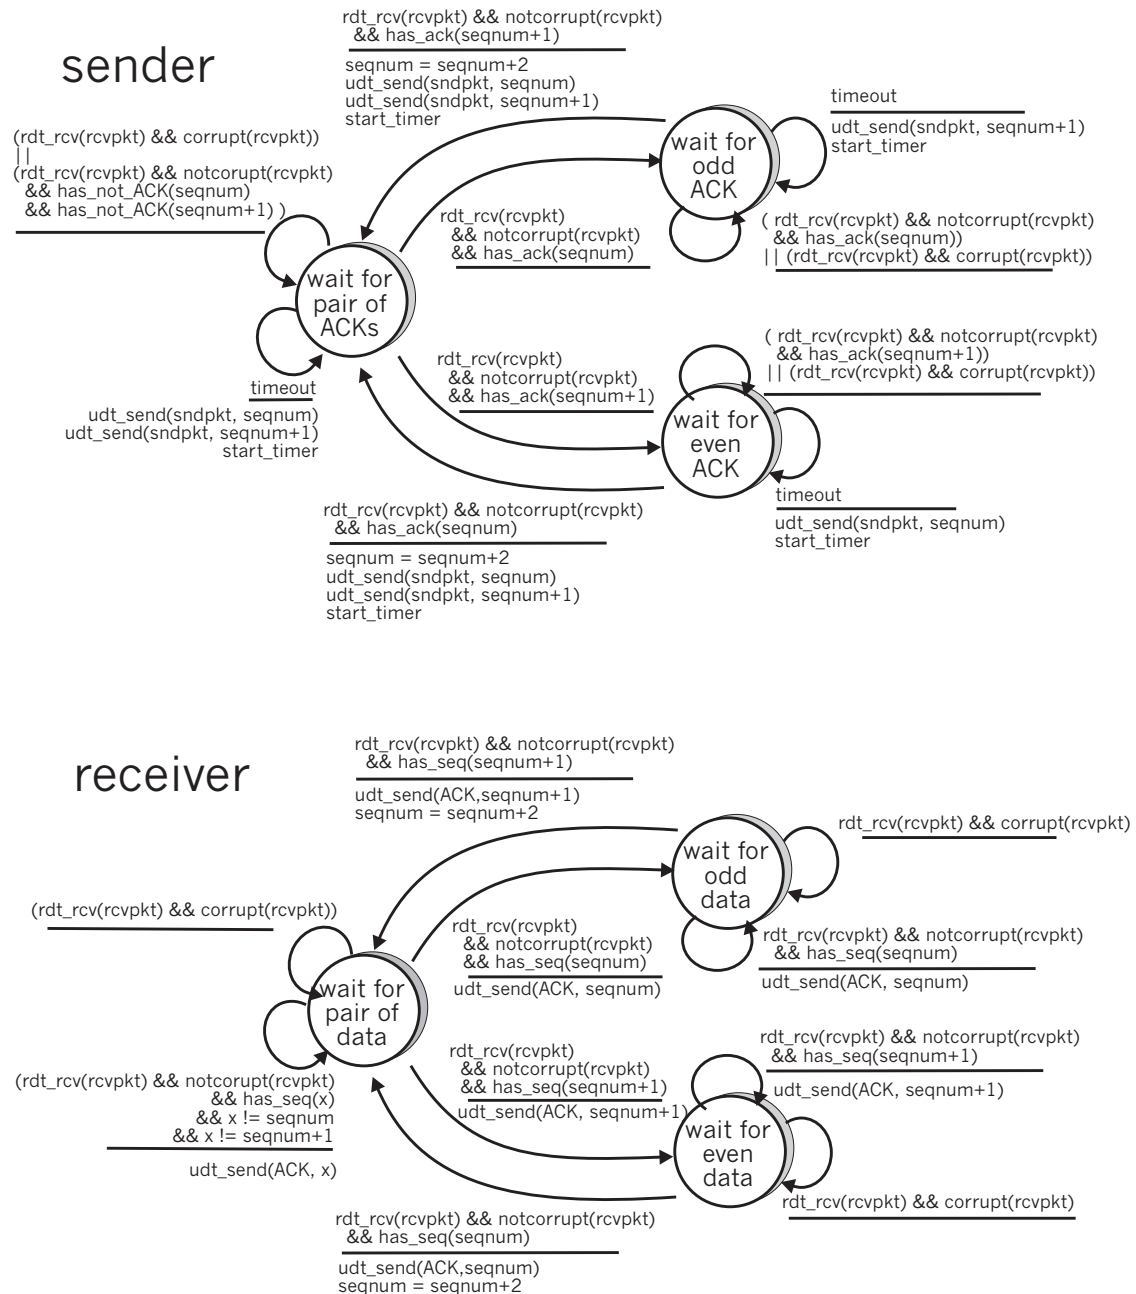 sender
rdt_rcv(rcvpkt) && notcorrupt(rcvpkt)
&& has_ack(seqnum+1)
seqnum = seqnum+2
udt_send(sndpkt, seqnum)
udt_send(sndpkt, seqnum+1)
start_timer
timeout
udt_send(sndpkt, seqnum+1)
start_timer
(rdt_rcv(rcvpkt) && corrupt(rcvpkt))
||
(rdt_rcv(rcvpkt) && notcorupt(rcvpkt)
&& has_not_ACK(seqnum)
&& has_not_ACK(seqnum+1) )
wait for
odd
ACK
rdt_rcv(rcvpkt)
&& notcorrupt(rcvpkt)
&& has_ack(seqnum)
( rdt_rcv(rcvpkt) && notcorrupt(rcvpkt)
&& has_ack(seqnum))
|| (rdt_rcv(rcvpkt) && corrupt(rcvpkt))
wait for
pair of
ACKs
( rdt_rcv(rcvpkt) && notcorrupt(rcvpkt)
&& has_ack(seqnum+1))
|| (rdt_rcv(rcvpkt) && corrupt(rcvpkt))
rdt_rcv(rcvpkt)
&& notcorrupt(rcvpkt)
&& has_ack(seqnum+1)
timeout
udt_send(sndpkt, seqnum)
udt_send(sndpkt, seqnum+1)
start_timer
wait for
even
ACK
timeout
udt_send(sndpkt, seqnum)
start_timer
rdt_rcv(rcvpkt) && notcorrupt(rcvpkt)
&& has_ack(seqnum)
seqnum = seqnum+2
udt_send(sndpkt, seqnum)
udt_send(sndpkt, seqnum+1)
start_timer
receiver
rdt_rcv(rcvpkt) && notcorrupt(rcvpkt)
&& has_seq(seqnum+1)
udt_send(ACK,seqnum+1)
seqnum = seqnum+2
rdt_rcv(rcvpkt) && corrupt(rcvpkt)
wait for
odd
data
(rdt_rcv(rcvpkt) && corrupt(rcvpkt))
rdt_rcv(rcvpkt)
&& notcorrupt(rcvpkt)
&& has_seq(seqnum)
udt_send(ACK, seqnum)
rdt_rcv(rcvpkt) && notcorrupt(rcvpkt)
&& has_seq(seqnum)
udt_send(ACK, seqnum)
wait for
pair of
data
rdt_rcv(rcvpkt) && notcorrupt(rcvpkt)
&& has_seq(seqnum+1)
udt_send(ACK, seqnum+1)
rdt_rcv(rcvpkt)
&& notcorrupt(rcvpkt)
&& has_seq(seqnum+1)
udt_send(ACK, seqnum+1)
(rdt_rcv(rcvpkt) && notcorupt(rcvpkt)
&& has_seq(x)
&& x != seqnum
&& x != seqnum+1
udt_send(ACK, x)
wait for
even
data
rdt_rcv(rcvpkt) && corrupt(rcvpkt)
rdt_rcv(rcvpkt) && notcorrupt(rcvpkt)
&& has_seq(seqnum)
udt_send(ACK,seqnum)
seqnum = seqnum+2